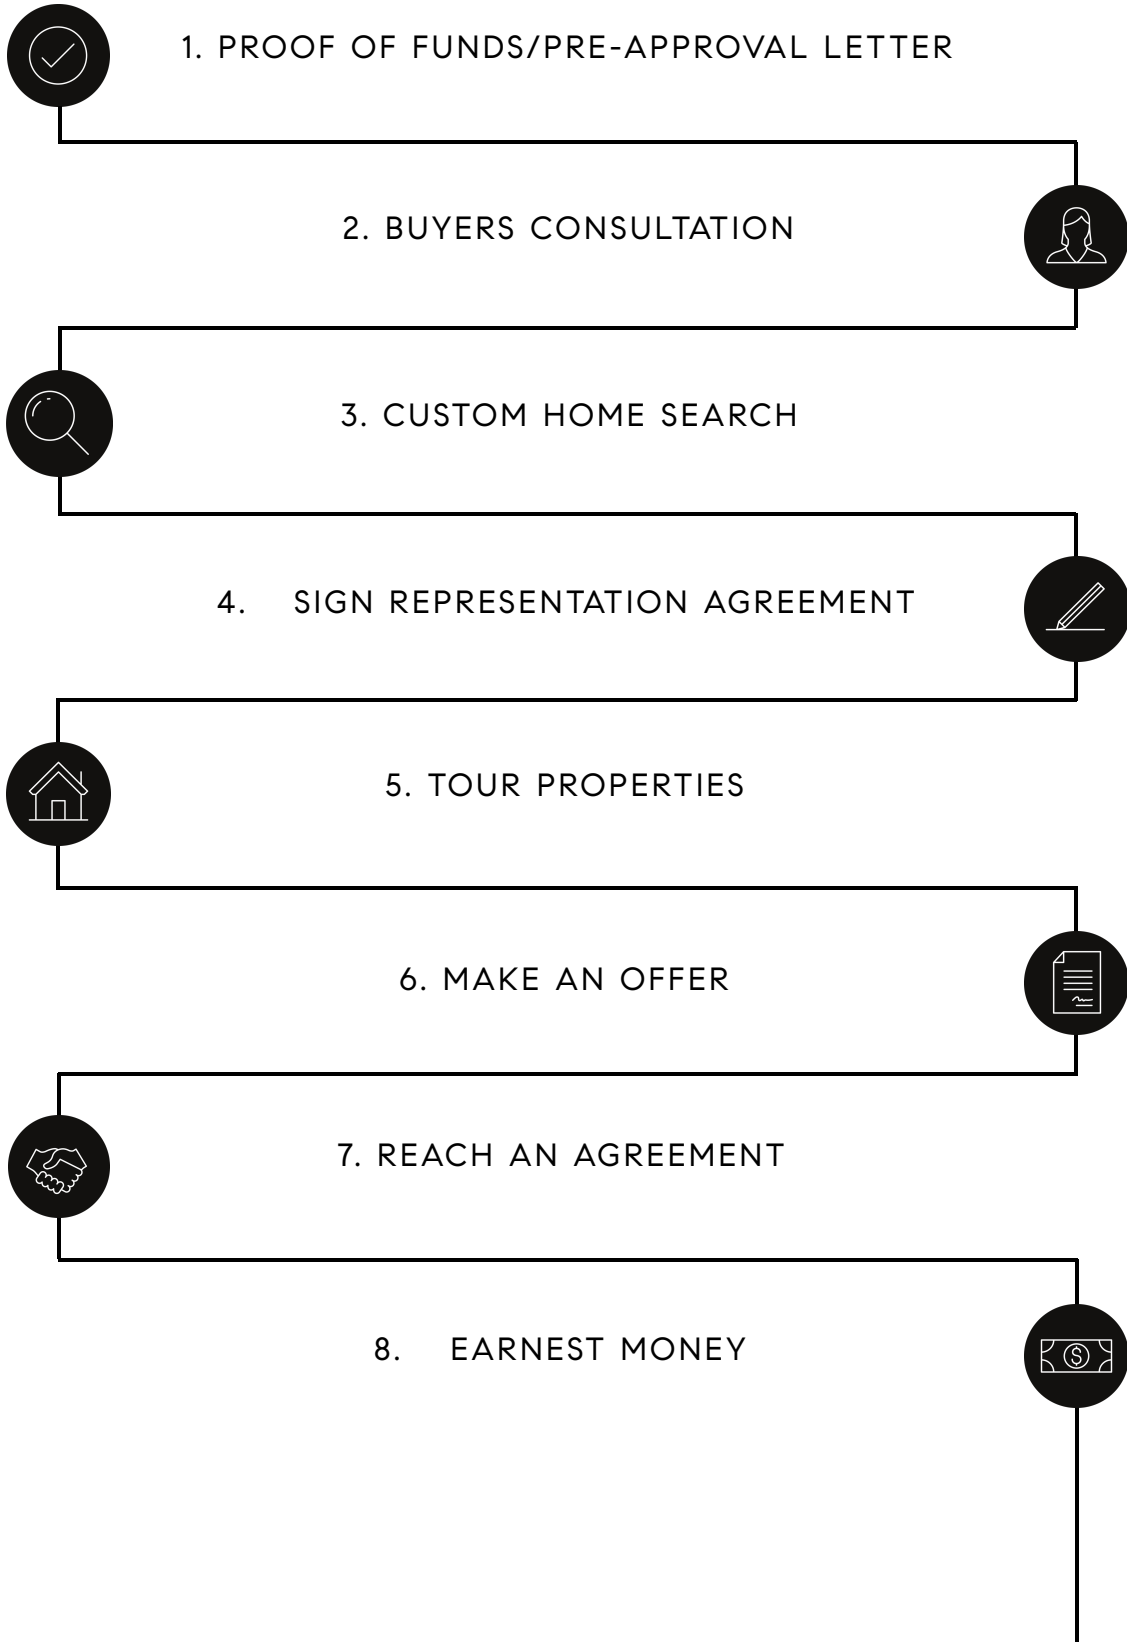 1. PROOF OF FUNDS/PRE-APPROVAL LETTER
2. BUYERS CONSULTATION
3. CUSTOM HOME SEARCH
4. SIGN REPRESENTATION AGREEMENT
5. TOUR PROPERTIES
6. MAKE AN OFFER
7. REACH AN AGREEMENT
8. EARNEST MONEY
$